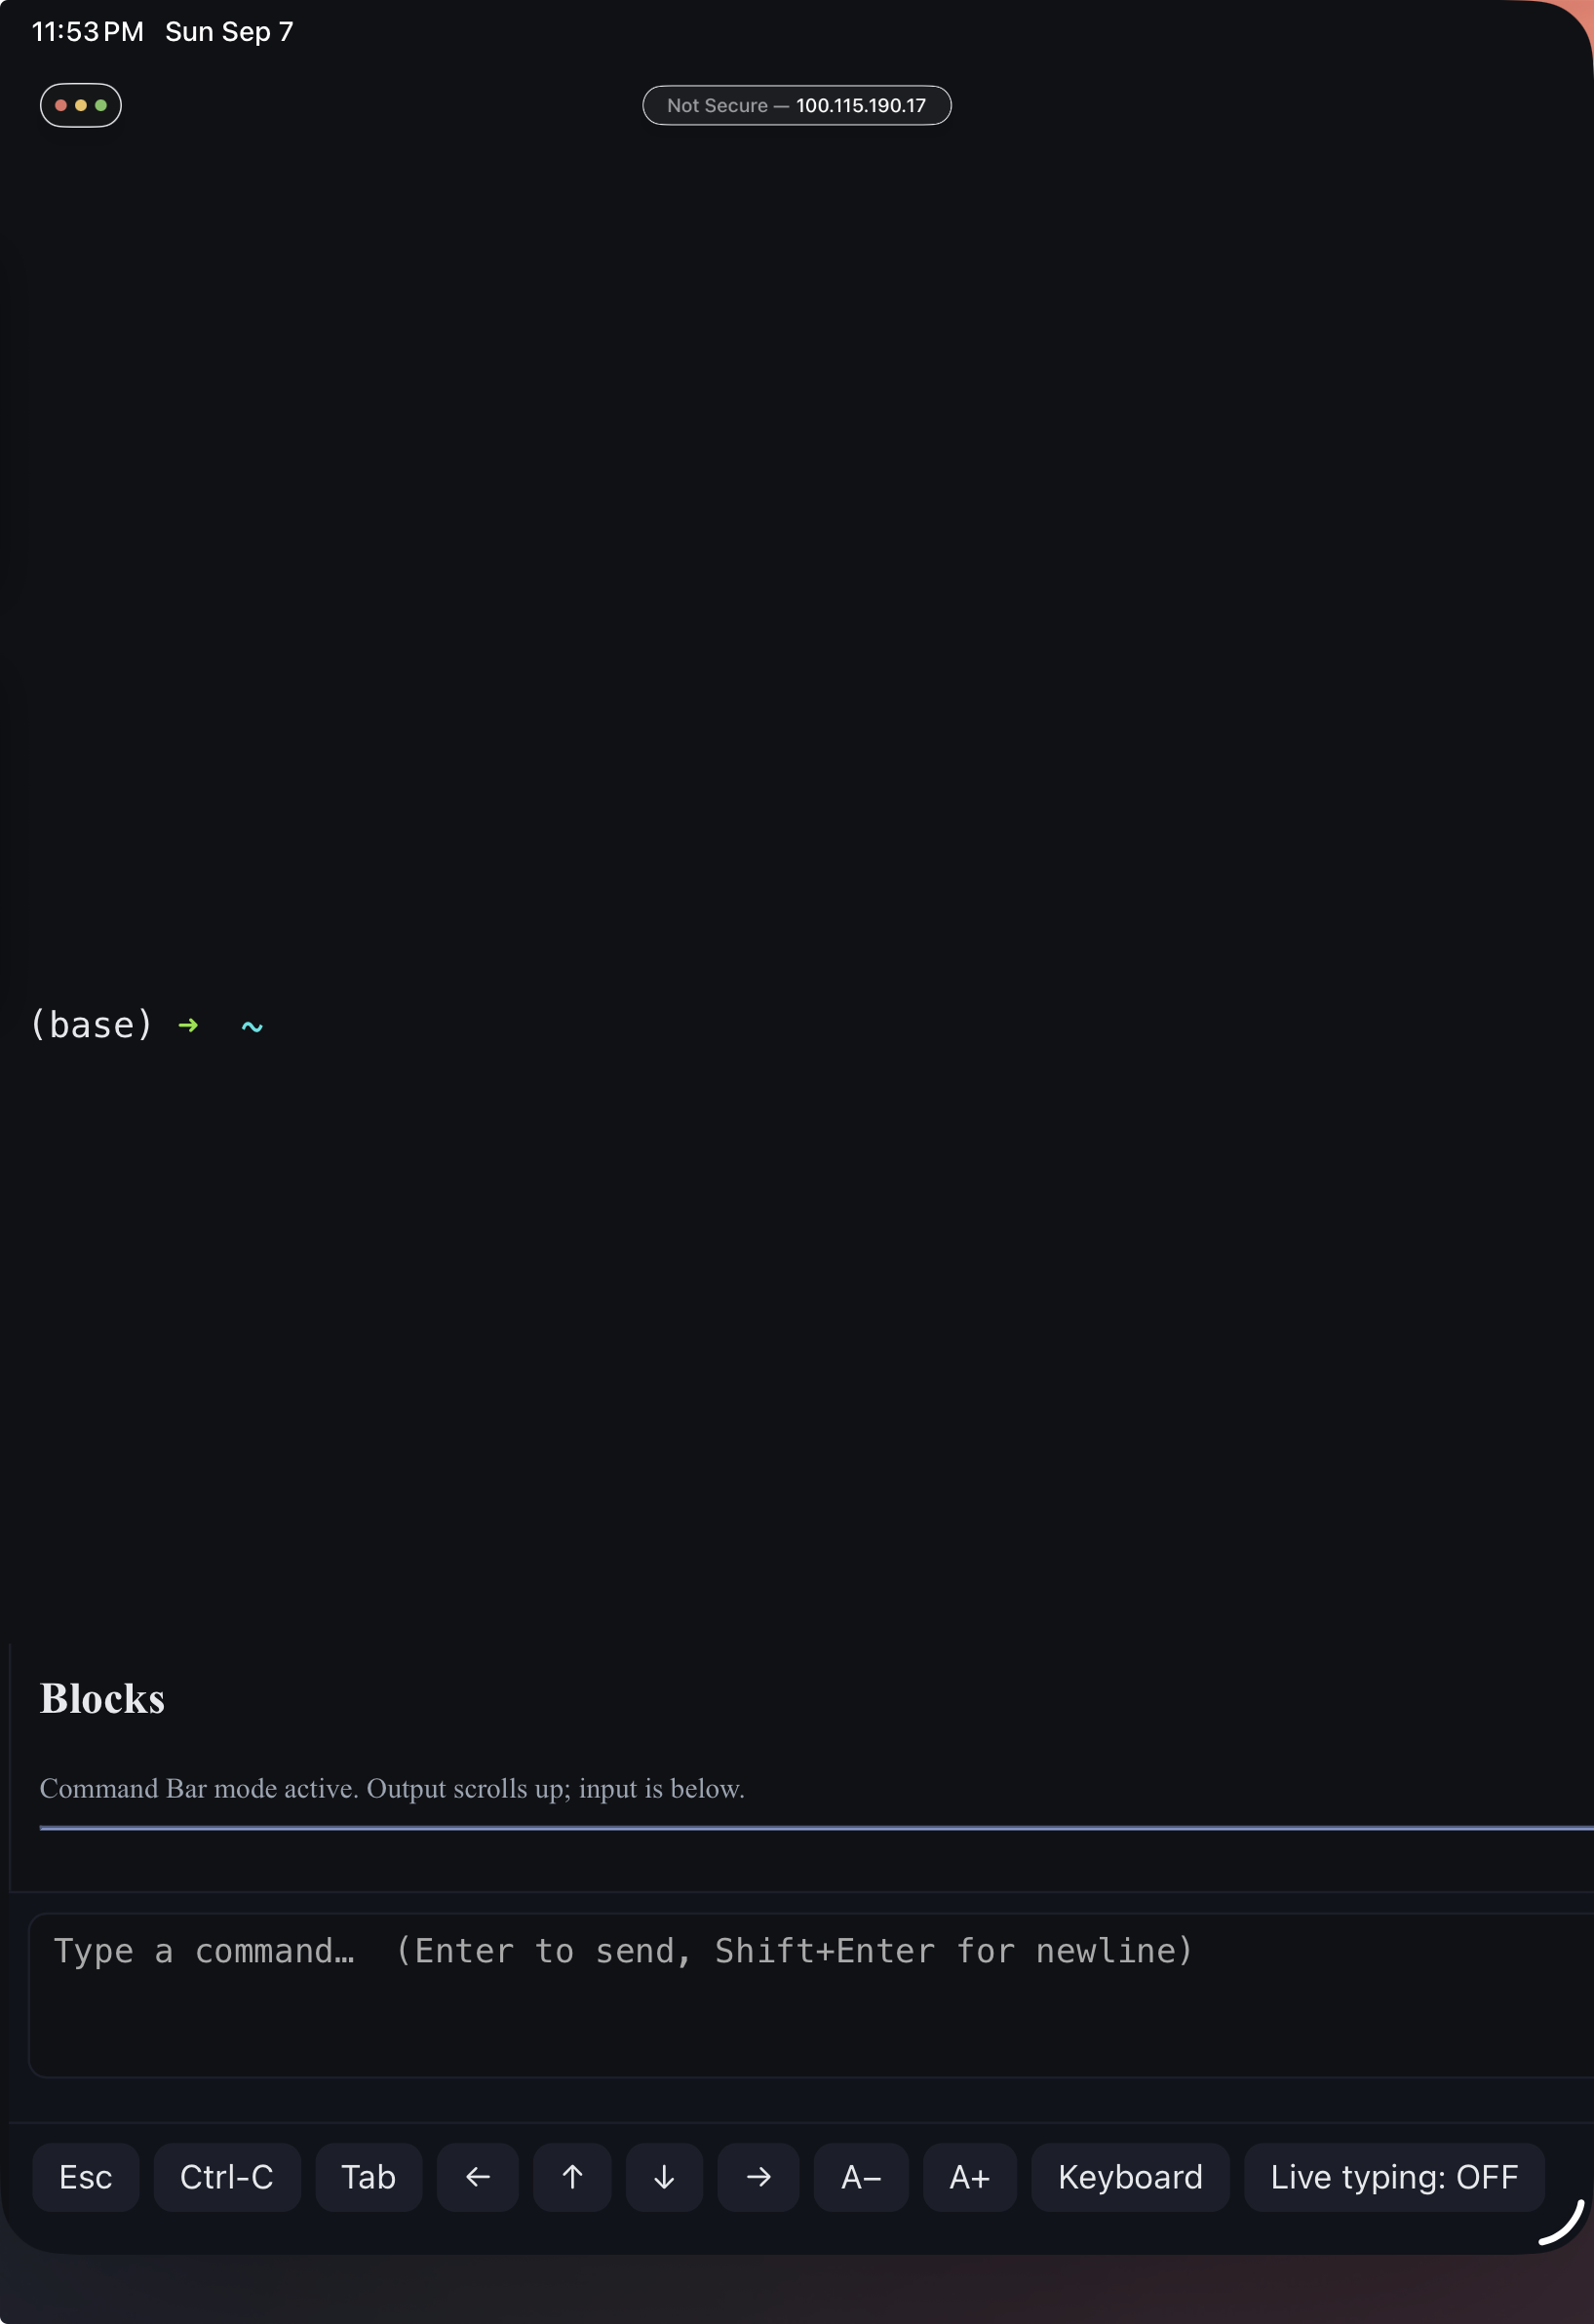 11:53 PM Sun Sep 7
Not Secure — 100.115.190.17
(base) ➜ ~
Blocks
Command Bar mode active. Output scrolls up; input is below.
Type a command… (Enter to send, Shift+Enter for newline)
Esc Ctrl-C Tab ← ↑ ↓ → A− A+ Keyboard Live typing: OFF